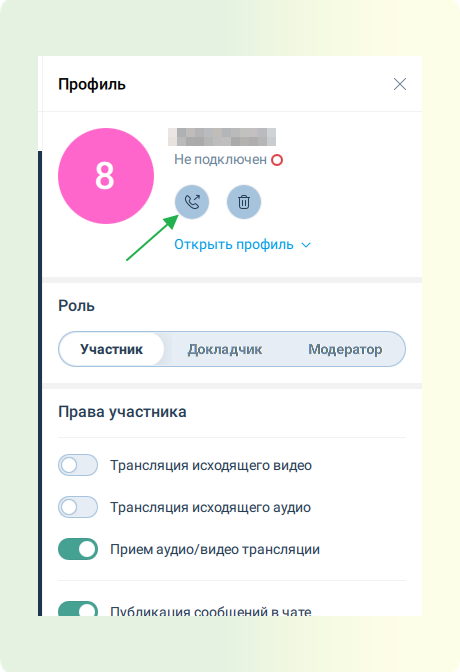 Профиль
8
Не подключен
Открыть профиль
Роль
Участник Докладчик Модератор
Права участника
Трансляция исходящего видео
Трансляция исходящего аудио
Прием аудио/видео трансляции
Публикация сообщений в чате